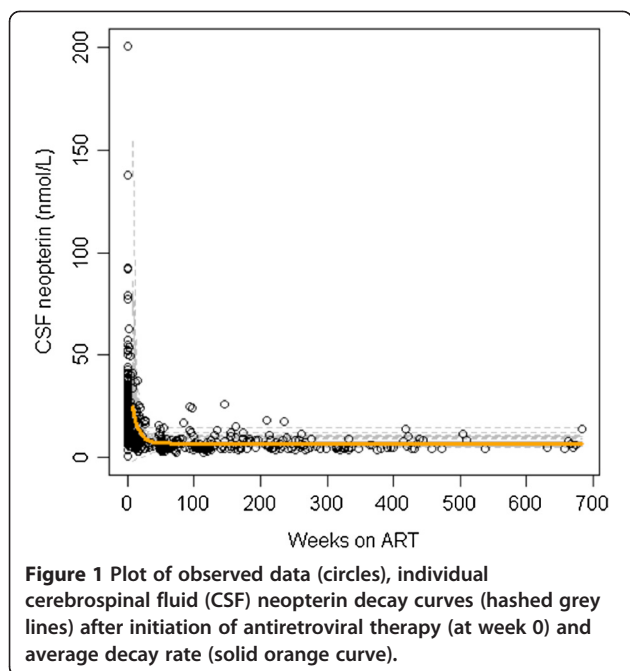 200
150
100
50
0
CSF neopterin (nmol/L)
0 100 200 300 400 500 600 700
Weeks on ART
Figure 1 Plot of observed data (circles), individual
cerebrospinal fluid (CSF) neopterin decay curves (hashed grey
lines) after initiation of antiretroviral therapy (at week 0) and
average decay rate (solid orange curve).